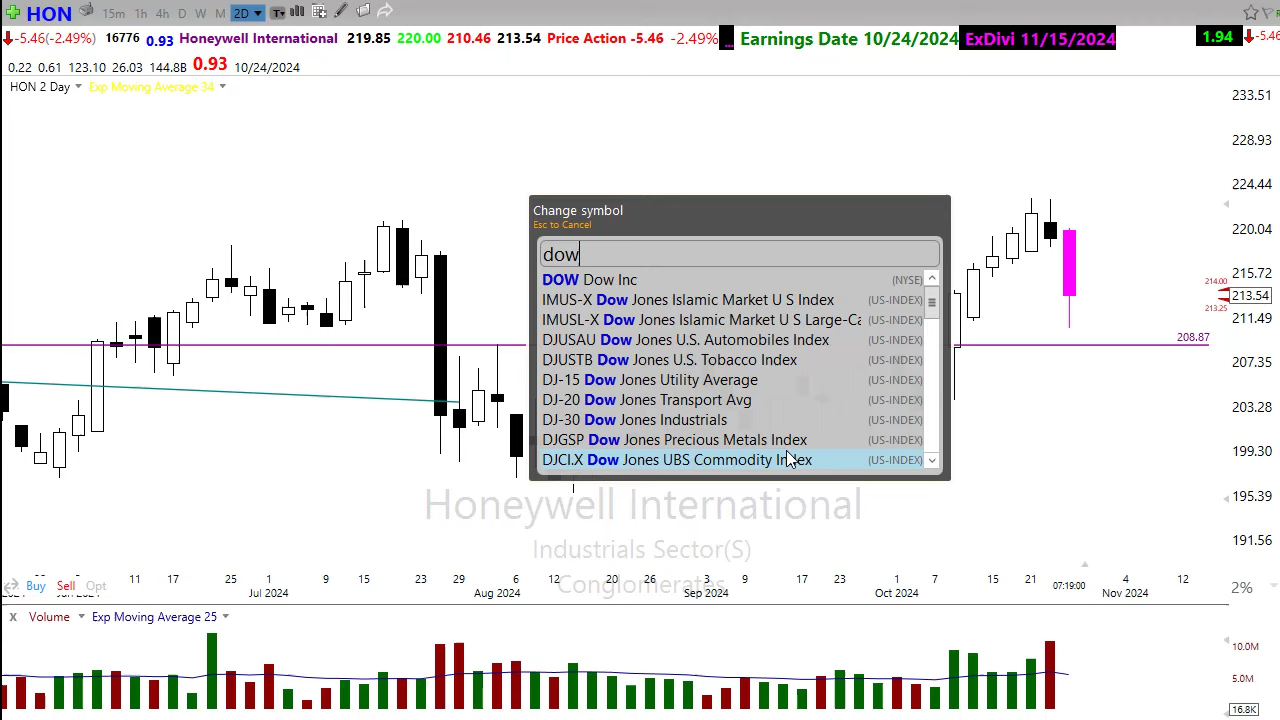 HON 15m 1h 4h D W M 2D
-5.46(-2.49%) 16776 0.93 Honeywell International 219.85 220.00 210.46 213.54 Price Action -5.46 -2.49% ... Earnings Date 10/24/2024 ExDivi 11/15/2024 1.94 -5.46
0.22 0.61 123.10 26.03 144.8B 0.93 10/24/2024
HON 2 Day Exp Moving Average 34
233.51
228.93
224.44
220.04
215.72
214.00
213.54
213.25
211.49
208.87
207.35
203.28
199.30
195.39
191.56
Change symbol
Esc to Cancel
dow
DOW Dow Inc (NYSE)
IMUS-X Dow Jones Islamic Market U S Index (US-INDEX)
IMUSL-X Dow Jones Islamic Market U S Large-Ca (US-INDEX)
DJUSAU Dow Jones U.S. Automobiles Index (US-INDEX)
DJUSTB Dow Jones U.S. Tobacco Index (US-INDEX)
DJ-15 Dow Jones Utility Average (US-INDEX)
DJ-20 Dow Jones Transport Avg (US-INDEX)
DJ-30 Dow Jones Industrials (US-INDEX)
DJGSP Dow Jones Precious Metals Index (US-INDEX)
DJCI.X Dow Jones UBS Commodity Index (US-INDEX)
Honeywell International
Industrials Sector(S)
Conglomerates
Buy Sell Opt
11 17 25 1 9 15 23 29 6 12 20 26 3 9 17 23 1 7 15 21 07:19:00 4 12 2%
Jul 2024 Aug 2024 Sep 2024 Oct 2024 Nov 2024
X Volume Exp Moving Average 25
10.0M
5.0M
16.8K